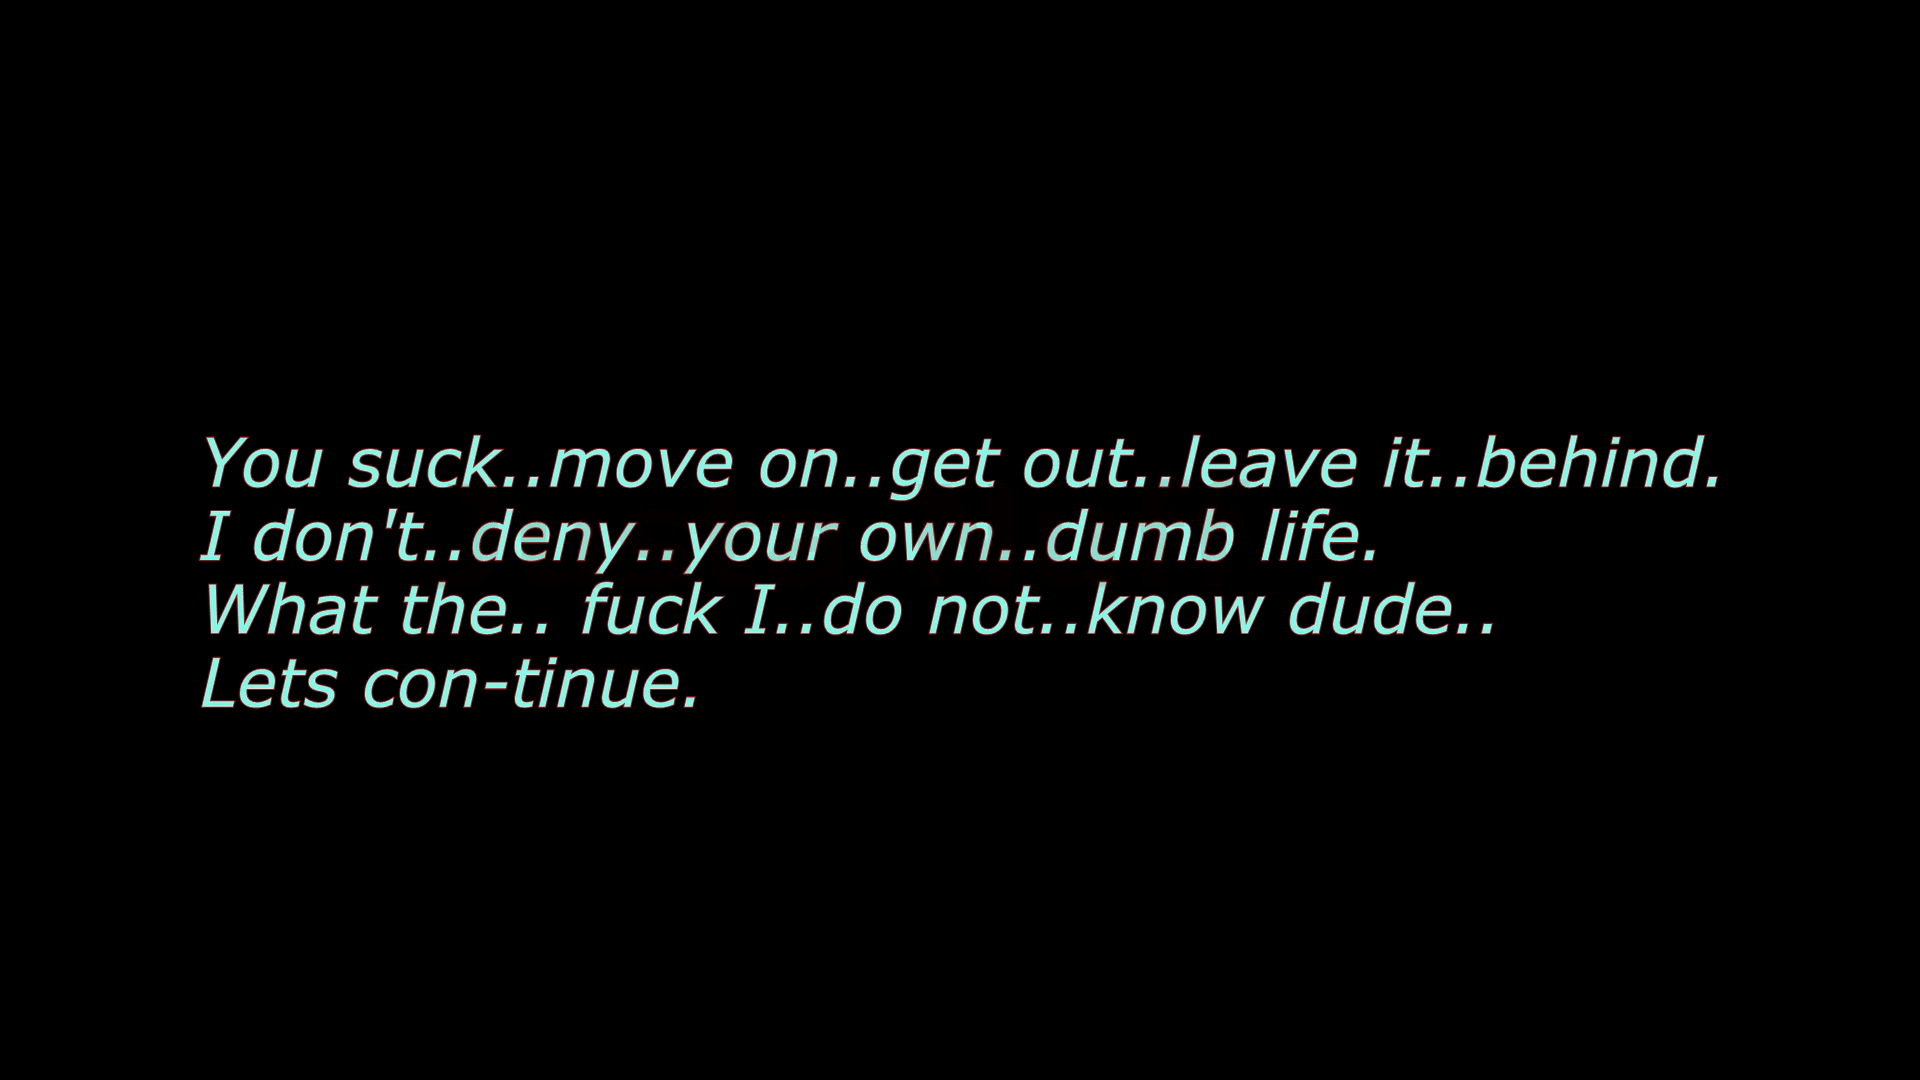 You suck..move on..get out..leave it..behind.
I don't..deny..your own..dumb life.
What the.. fuck I..do not..know dude..
Lets con-tinue.